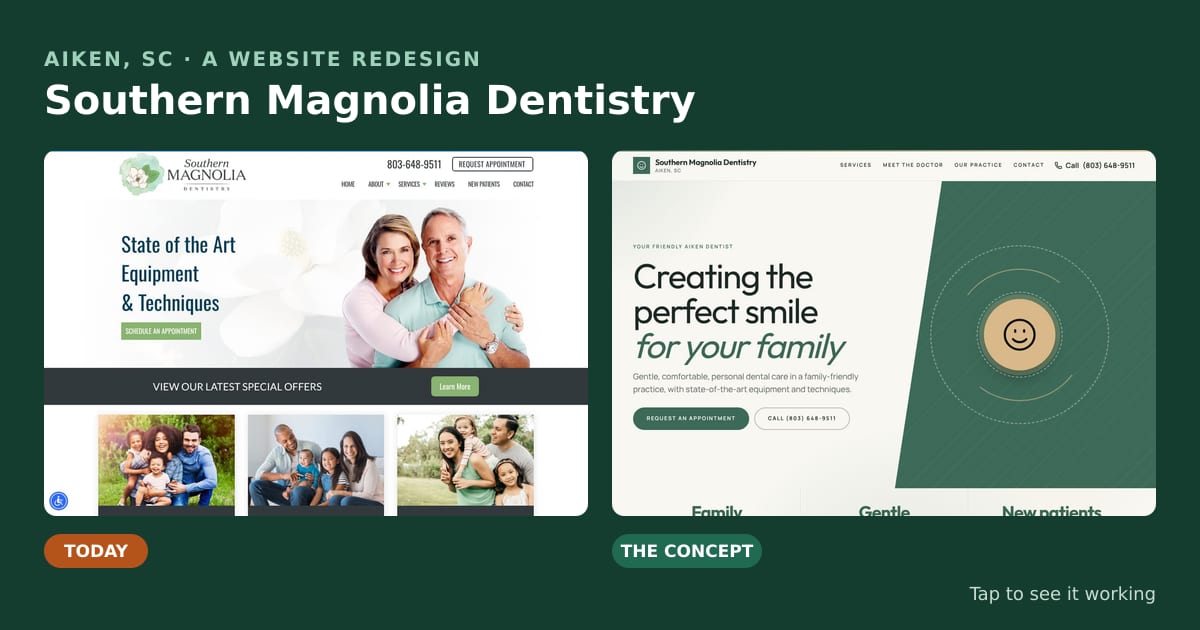 AIKEN, SC · A WEBSITE REDESIGN
Southern Magnolia Dentistry
Southern
MAGNOLIA
DENTISTRY
803-648-9511
REQUEST APPOINTMENT
HOME ABOUT SERVICES REVIEWS NEW PATIENTS CONTACT
State of the Art
Equipment
& Techniques
SCHEDULE AN APPOINTMENT
VIEW OUR LATEST SPECIAL OFFERS
Learn More
TODAY
Southern Magnolia Dentistry
AIKEN, SC
SERVICES MEET THE DOCTOR OUR PRACTICE CONTACT Call (803) 648-9511
YOUR FRIENDLY AIKEN DENTIST
Creating the
perfect smile
for your family
Gentle, comfortable, personal dental care in a family-friendly
practice, with state-of-the-art equipment and techniques.
REQUEST AN APPOINTMENT
CALL (803) 648-9511
Family Gentle New patients
THE CONCEPT
Tap to see it working